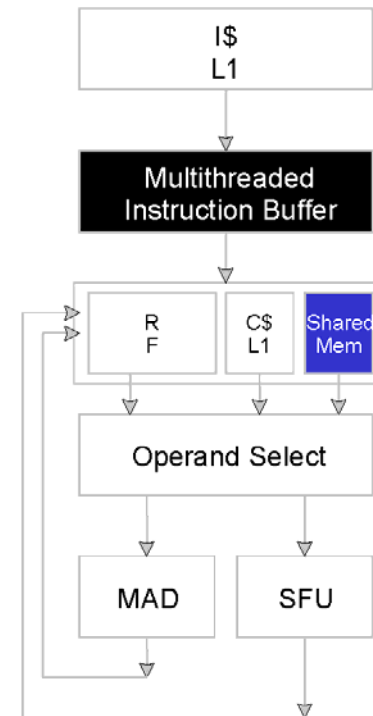 I$
L1
Multithreaded
Instruction Buffer
R
F
C$
L1
Shared
Mem
Operand Select
MAD
SFU